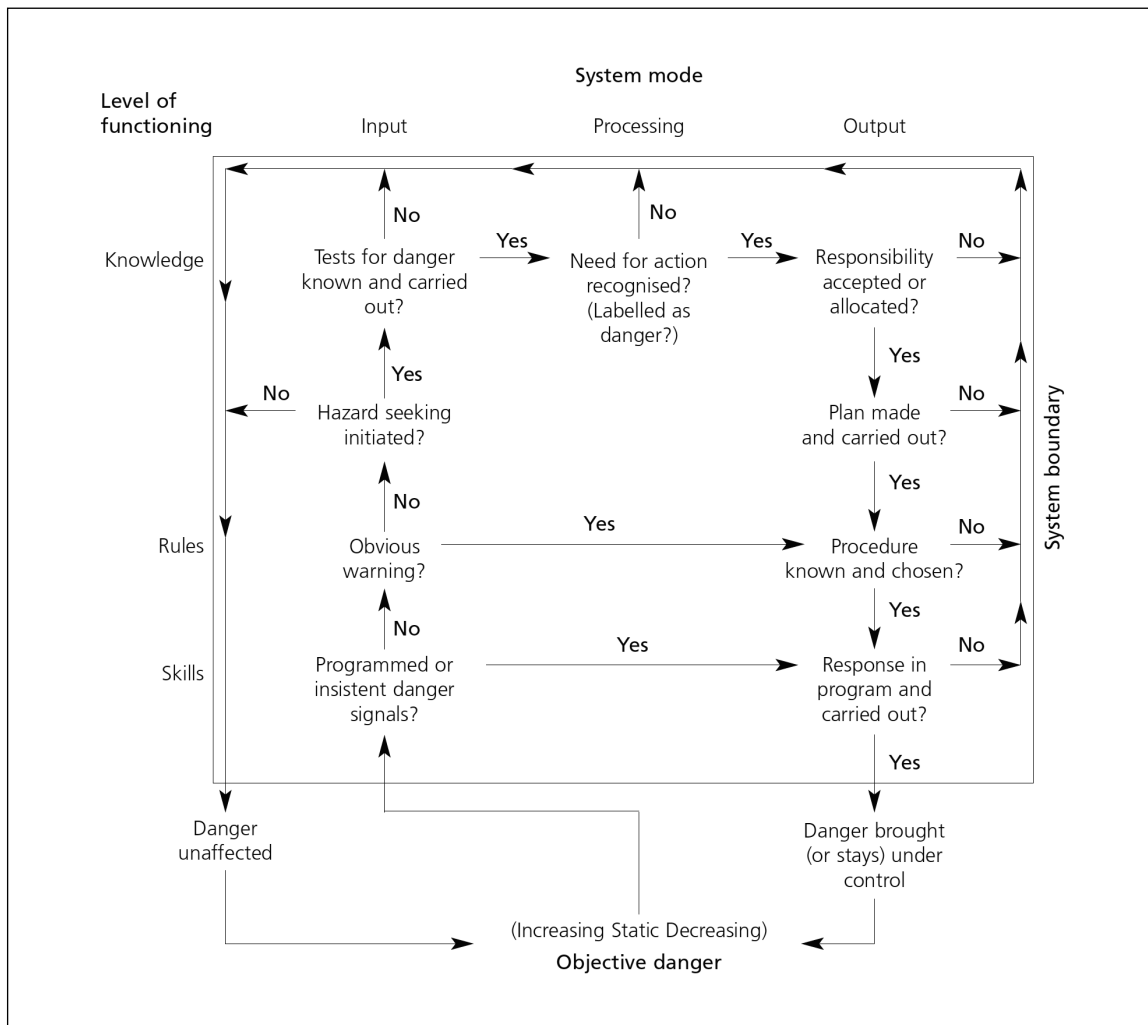 System mode
Level of
functioning
Input
Processing
Output
No
No
Knowledge
Tests for danger
known and carried
out?
Yes
Need for action
recognised?
(Labelled as
danger?)
Yes
Responsibility
accepted or
allocated?
No
Yes
Yes
No
Hazard seeking
initiated?
Plan made
and carried out?
No
System boundary
No
Yes
Rules
Obvious
warning?
Yes
Procedure
known and chosen?
No
No
Yes
Skills
Programmed or
insistent danger
signals?
Yes
Response in
program and
carried out?
No
Yes
Danger
unaffected
Danger brought
(or stays) under
control
(Increasing Static Decreasing)
Objective danger